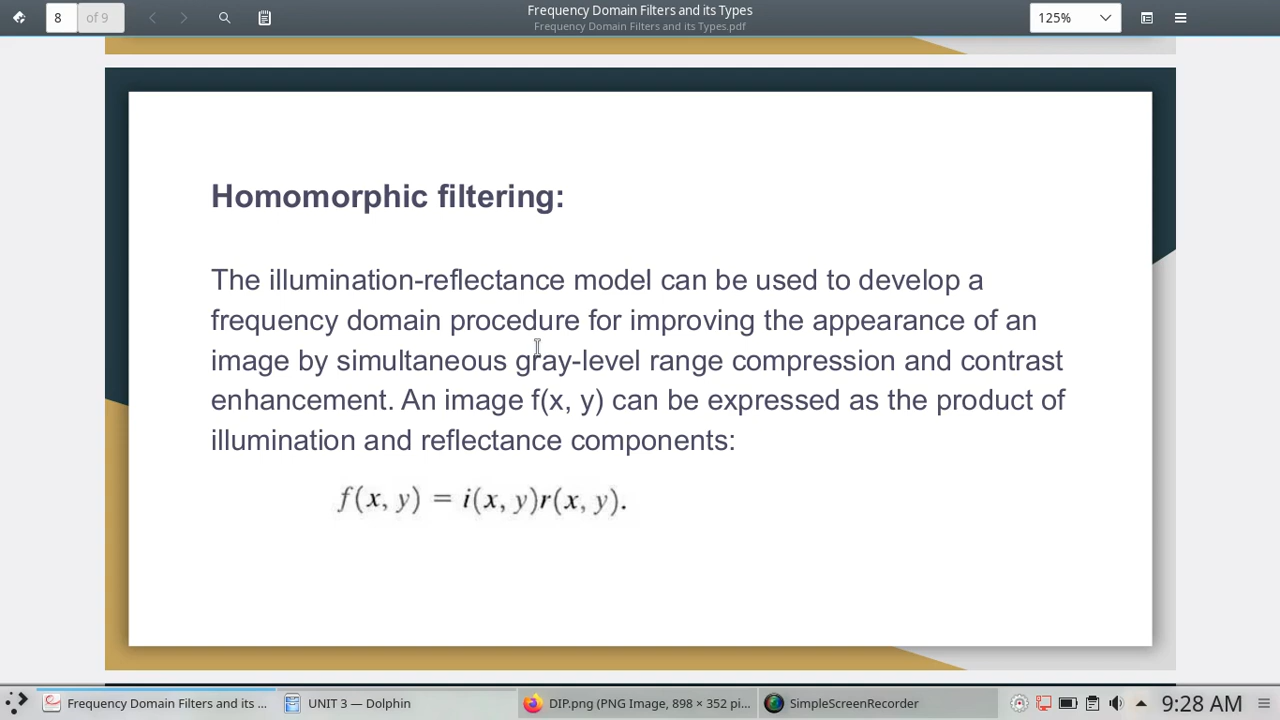 Frequency Domain Filters and its Types
Frequency Domain Filters and its Types.pdf
8 of 9
125%
Homomorphic filtering:
The illumination-reflectance model can be used to develop a
frequency domain procedure for improving the appearance of an
image by simultaneous gray-level range compression and contrast
enhancement. An image f(x, y) can be expressed as the product of
illumination and reflectance components:
f(x, y) = i(x, y)r(x, y).
Frequency Domain Filters and its ...
UNIT 3 — Dolphin
DIP.png (PNG Image, 898 × 352 pi...
SimpleScreenRecorder
9:28 AM